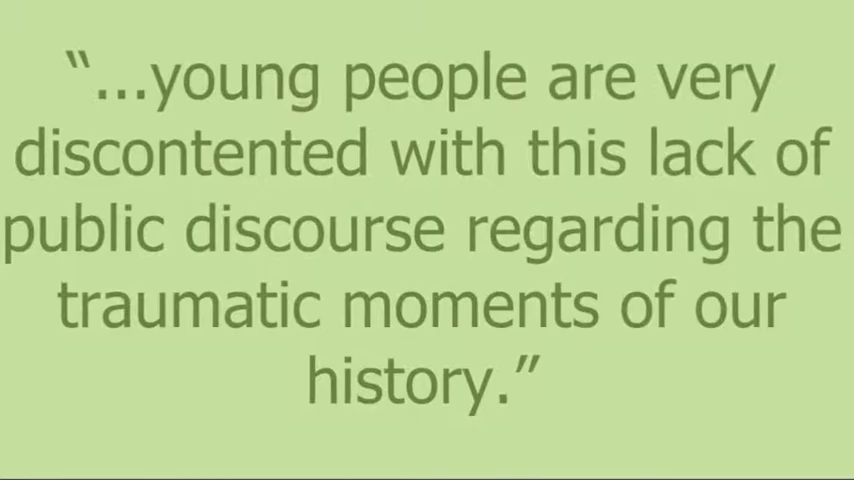 “...young people are very
discontented with this lack of
public discourse regarding the
traumatic moments of our
history.”